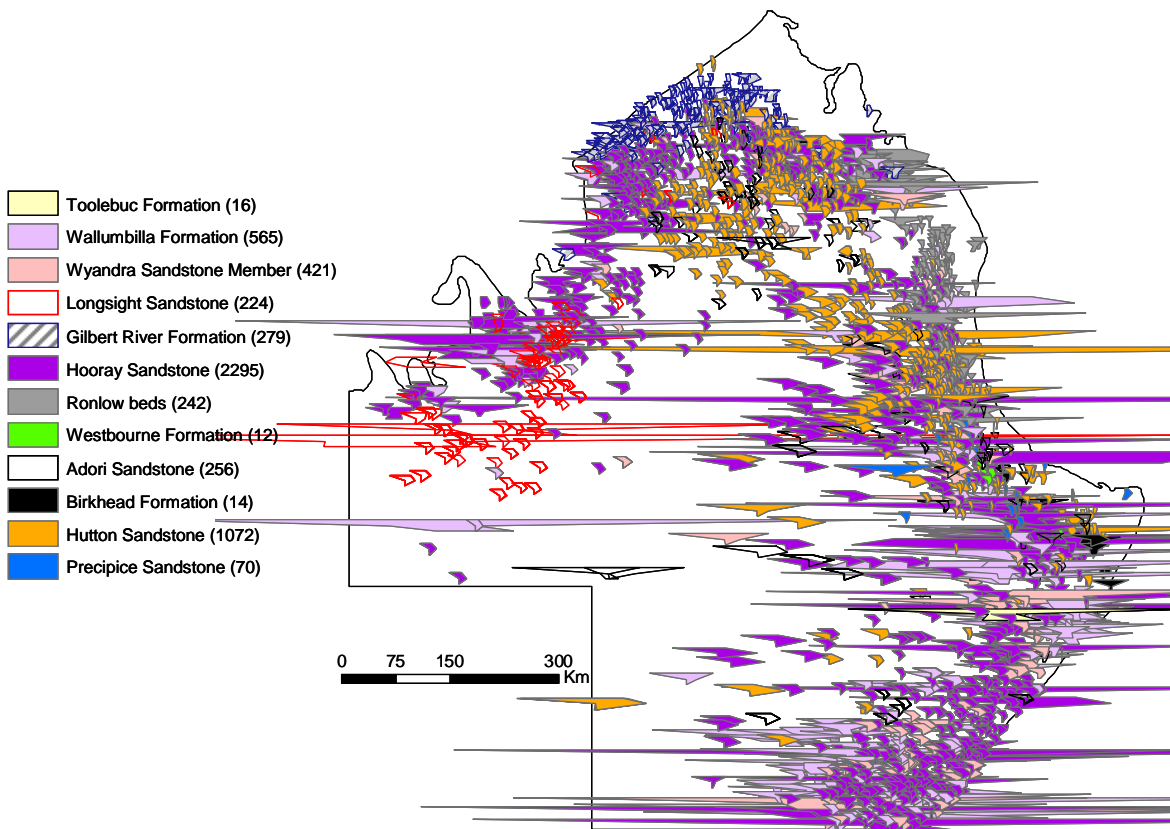 Toolebuc Formation (16)
Wallumbilla Formation (565)
Wyandra Sandstone Member (421)
Longsight Sandstone (224)
Gilbert River Formation (279)
Hooray Sandstone (2295)
Ronlow beds (242)
Westbourne Formation (12)
Adori Sandstone (256)
Birkhead Formation (14)
Hutton Sandstone (1072)
Precipice Sandstone (70)
0 75 150 300
Km